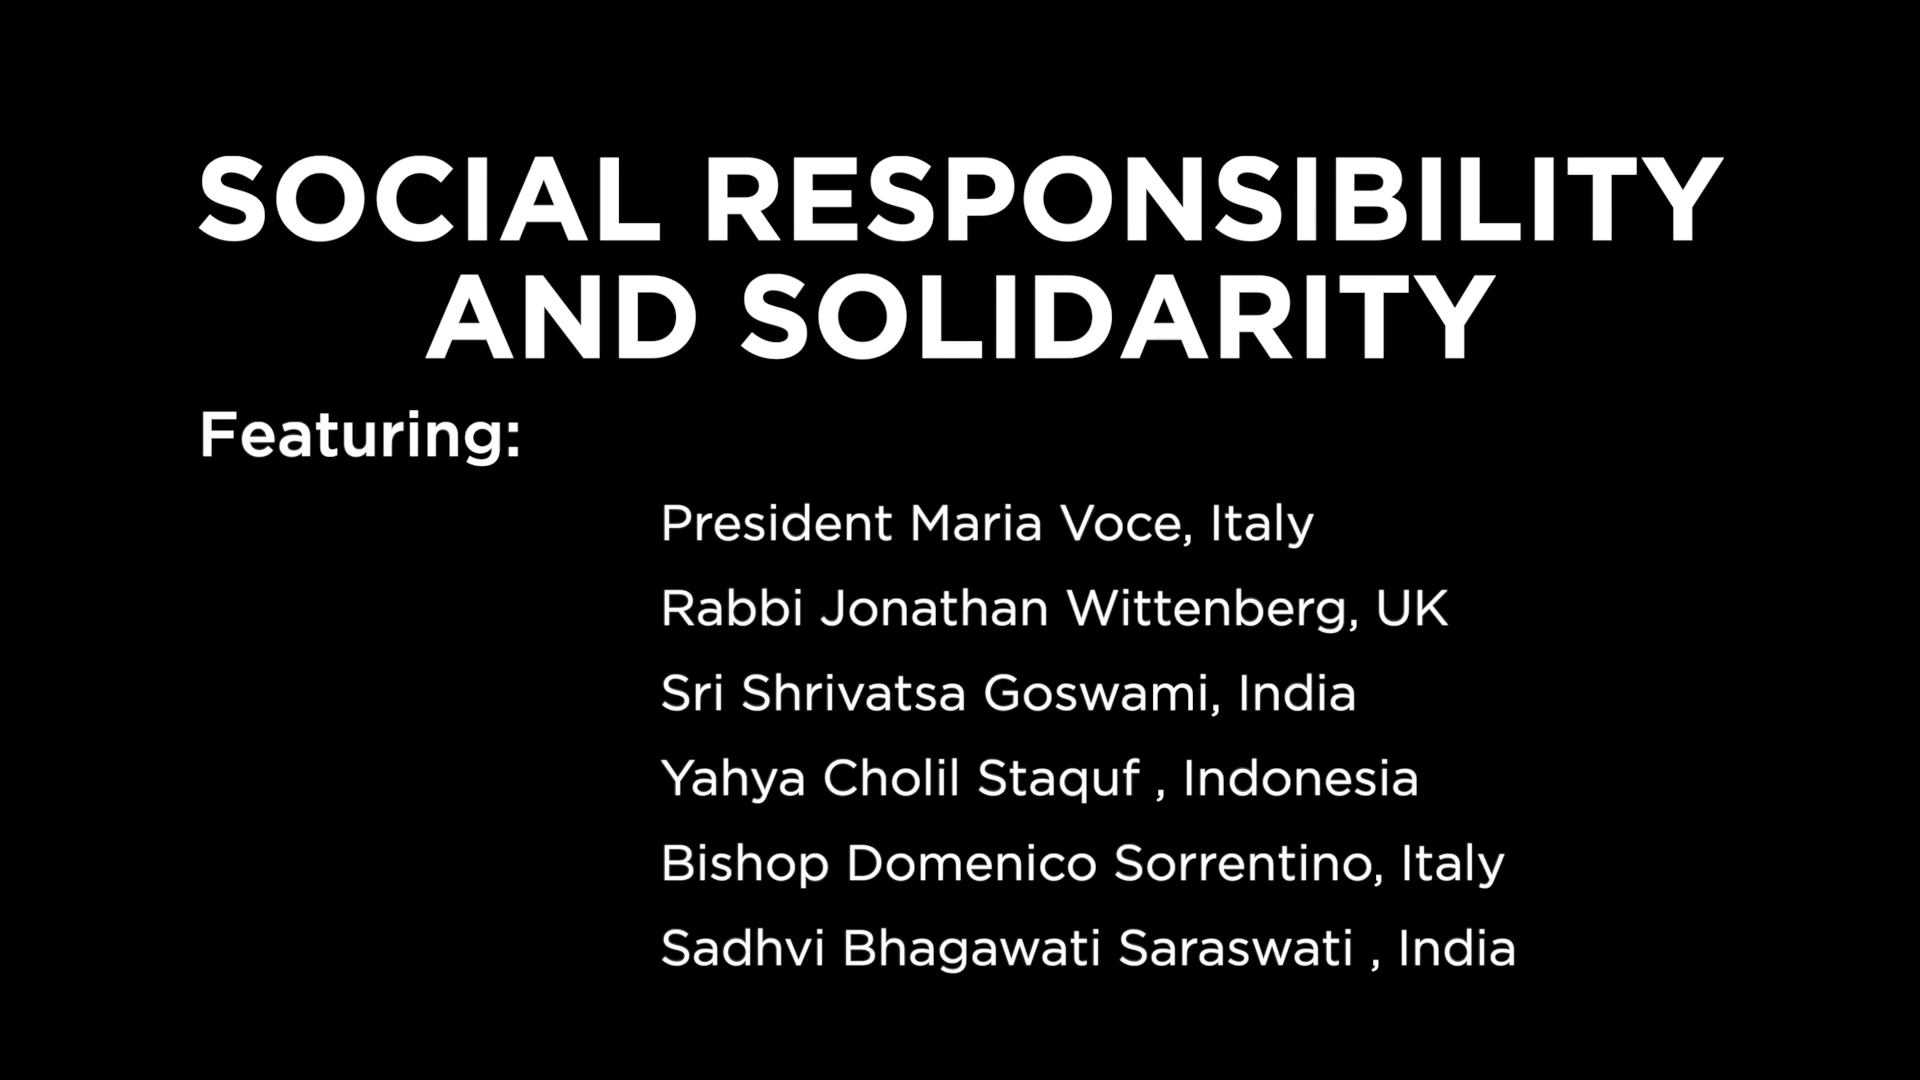 SOCIAL RESPONSIBILITY
AND SOLIDARITY
Featuring:
President Maria Voce, Italy
Rabbi Jonathan Wittenberg, UK
Sri Shrivatsa Goswami, India
Yahya Cholil Staquf , Indonesia
Bishop Domenico Sorrentino, Italy
Sadhvi Bhagawati Saraswati , India